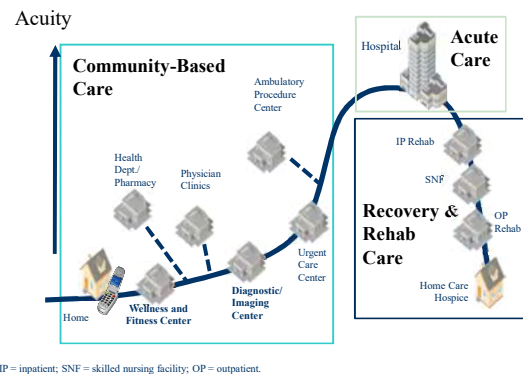 Acuity
Community-Based
Care
Hospital
Acute
Care
Ambulatory
Procedure
Center
Health
Dept./
Pharmacy
Physician
Clinics
IP Rehab
SNF
Recovery &
Rehab
Care
OP
Rehab
Urgent
Care
Center
Home Care
Hospice
Diagnostic/
Imaging
Center
Wellness and
Fitness Center
Home
IP = inpatient; SNF = skilled nursing facility; OP = outpatient.